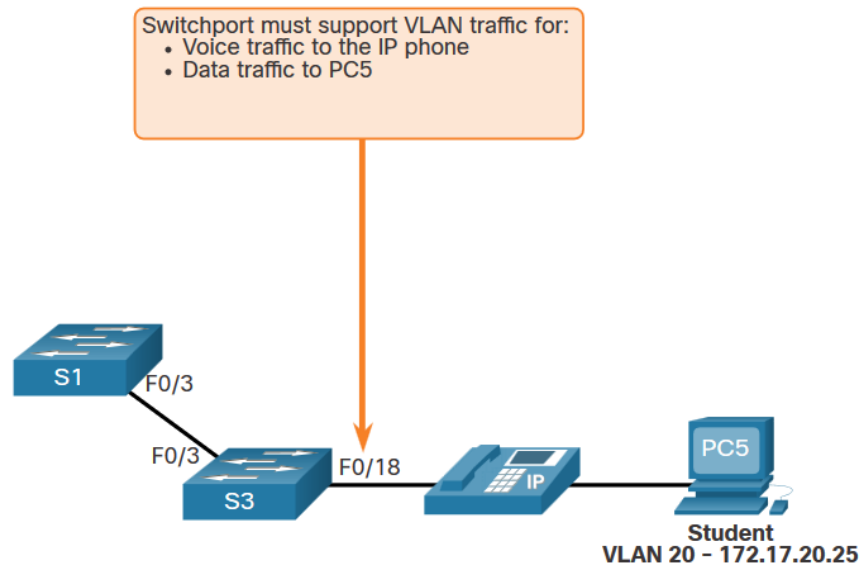 Switchport must support VLAN traffic for:
• Voice traffic to the IP phone
• Data traffic to PC5
S1
F0/3
F0/3
F0/18
S3
IP
PC5
Student
VLAN 20 - 172.17.20.25